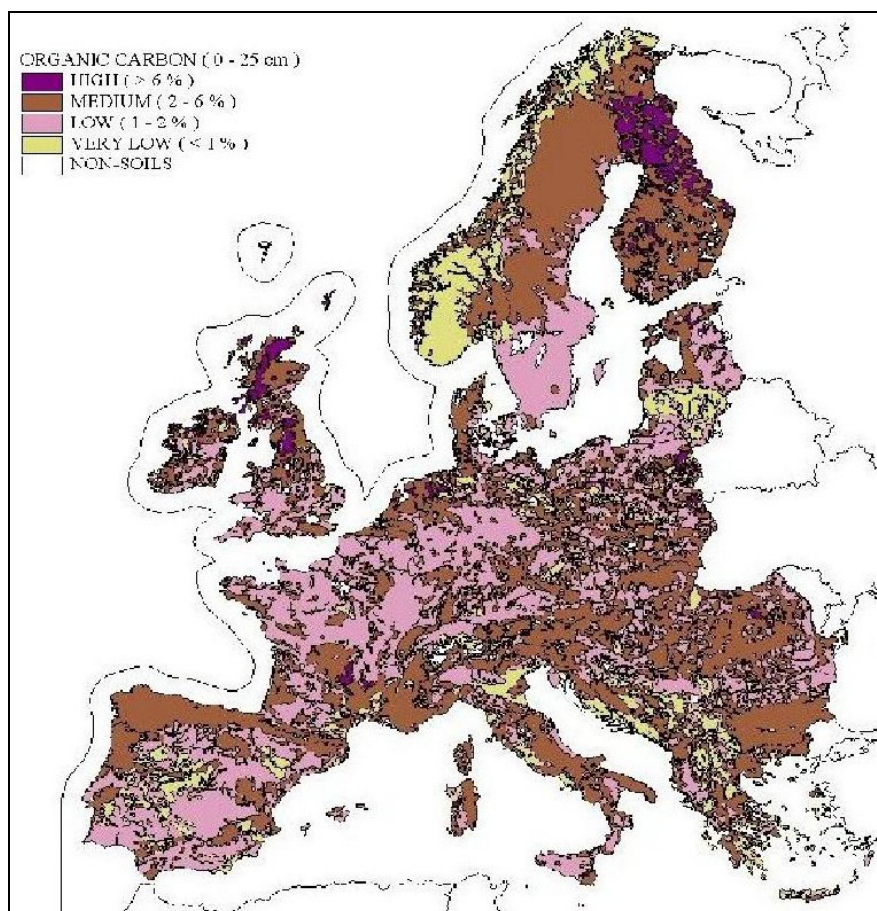 ORGANIC CARBON ( 0 - 25 cm )
HIGH ( > 6 % )
MEDIUM ( 2 - 6 % )
LOW ( 1 - 2 % )
VERY LOW ( < 1 % )
NON-SOILS